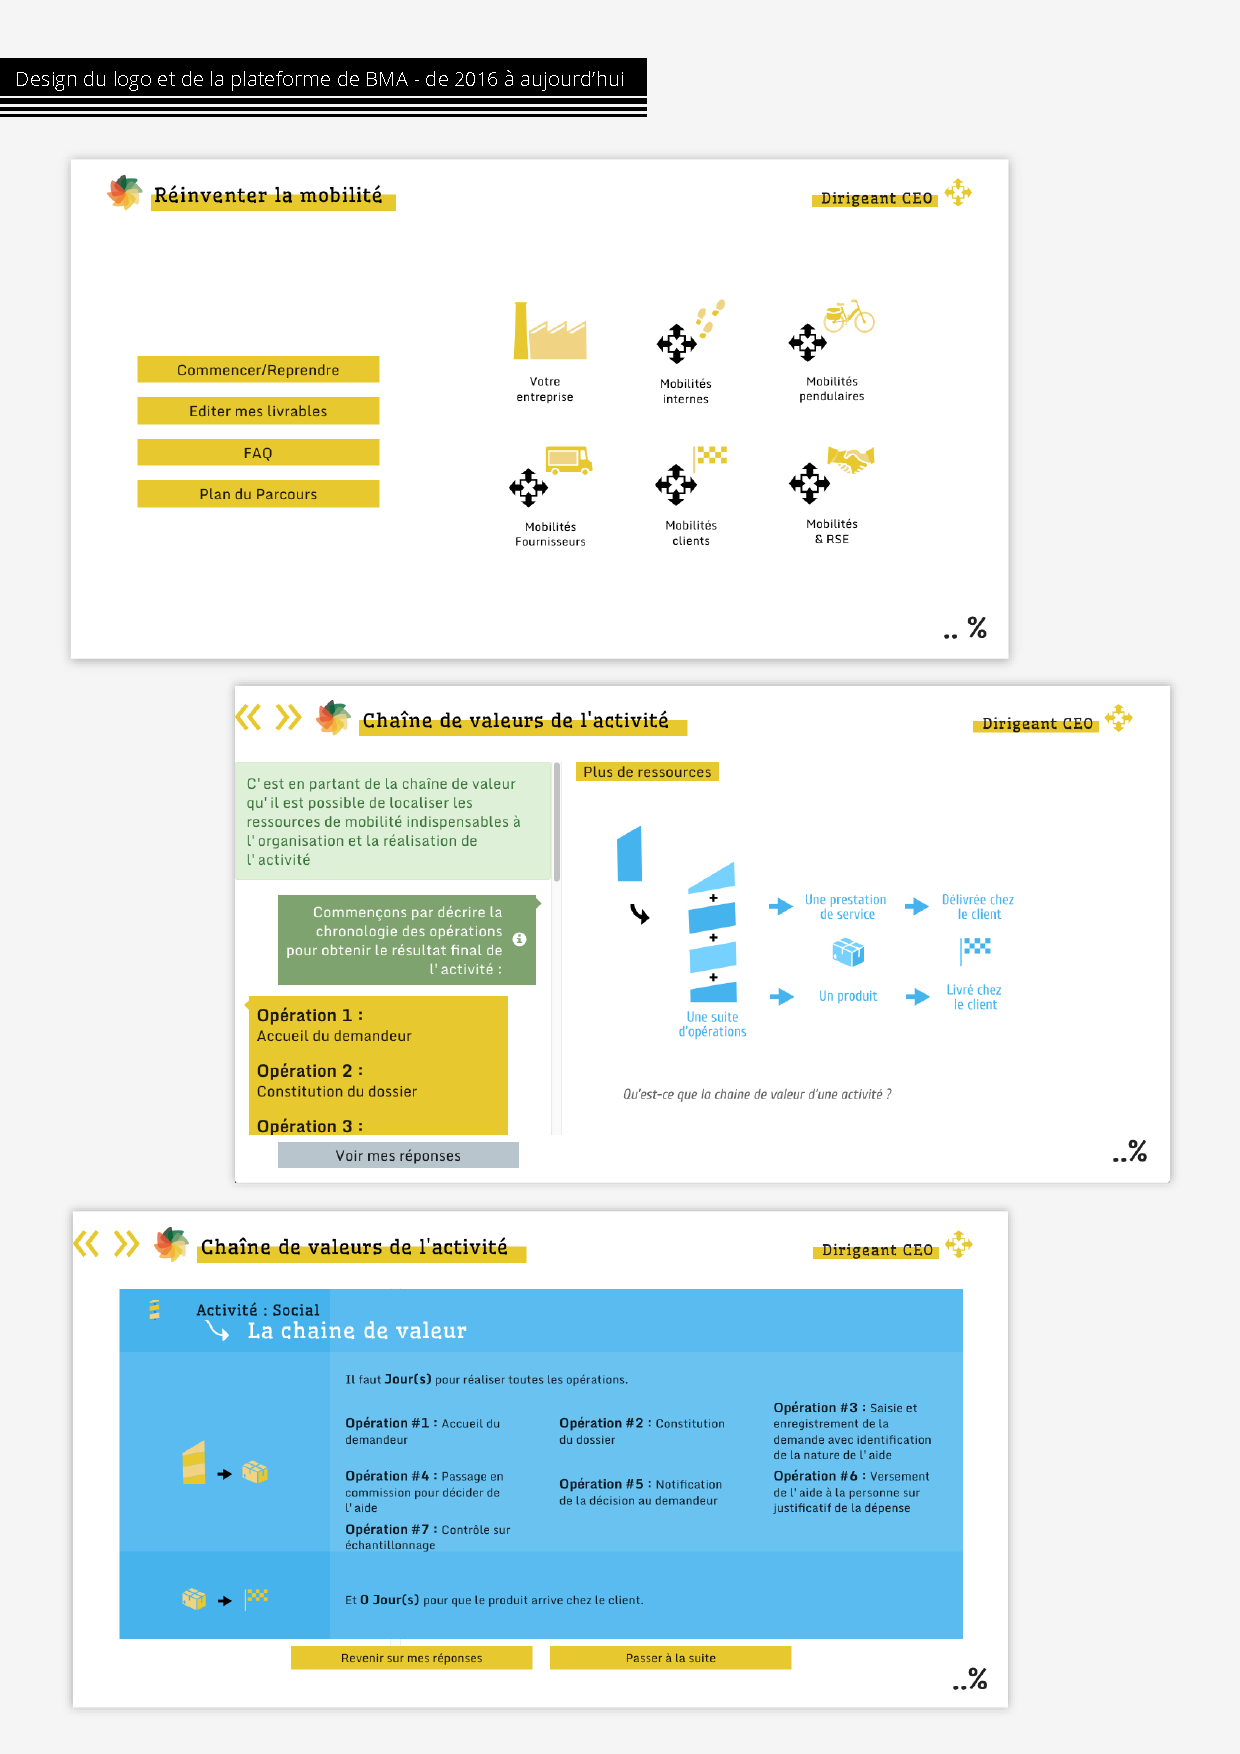 Design du logo et de la plateforme de BMA - de 2016 à aujourd'hui
Réinventer la mobilité
Dirigeant CEO
Commencer/Reprendre
Editer mes livrables
FAQ
Plan du Parcours
Votre
entreprise
Mobilités
internes
Mobilités
pendulaires
Mobilités
Fournisseurs
Mobilités
clients
Mobilités
& RSE
.. %
Chaîne de valeurs de l'activité
Dirigeant CEO
C'est en partant de la chaîne de valeur
qu'il est possible de localiser les
ressources de mobilité indispensables à
l'organisation et la réalisation de
l'activité
Commençons par décrire la
chronologie des opérations
pour obtenir le résultat final de
l'activité :
Opération 1 :
Accueil du demandeur
Opération 2 :
Constitution du dossier
Opération 3 :
Voir mes réponses
Plus de ressources
+
+
+
Une suite
d'opérations
Une prestation
de service
Délivrée chez
le client
Un produit
Livré chez
le client
Qu'est-ce que la chaine de valeur d'une activité ?
..%
Chaîne de valeurs de l'activité
Dirigeant CEO
Activité : Social
La chaine de valeur
Il faut Jour(s) pour réaliser toutes les opérations.
Opération #1 : Accueil du
demandeur
Opération #2 : Constitution
du dossier
Opération #3 : Saisie et
enregistrement de la
demande avec identification
de la nature de l'aide
Opération #4 : Passage en
commission pour décider de
l'aide
Opération #5 : Notification
de la décision au demandeur
Opération #6 : Versement
de l'aide à la personne sur
justificatif de la dépense
Opération #7 : Contrôle sur
échantillonnage
Et 0 Jour(s) pour que le produit arrive chez le client.
Revenir sur mes réponses
Passer à la suite
..%